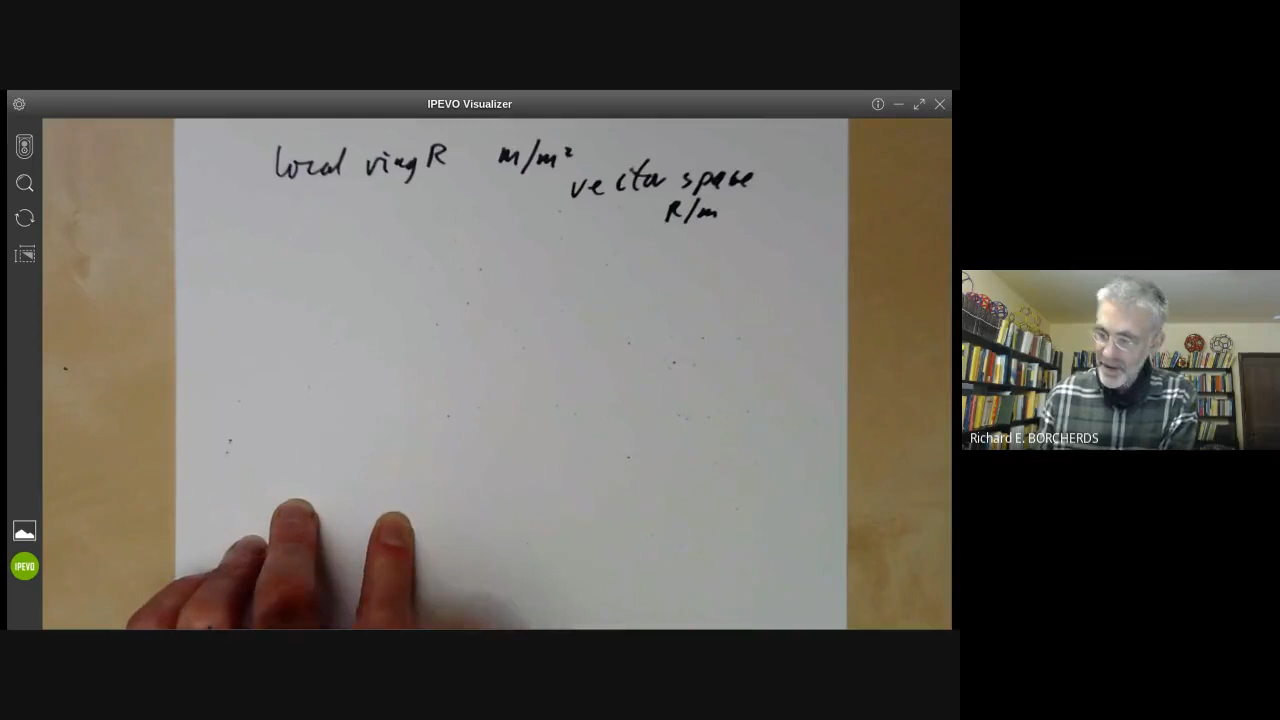 IPEVO Visualizer
local ring R m/m²
vector space
R/m
IPEVO
Richard E. BORCHERDS